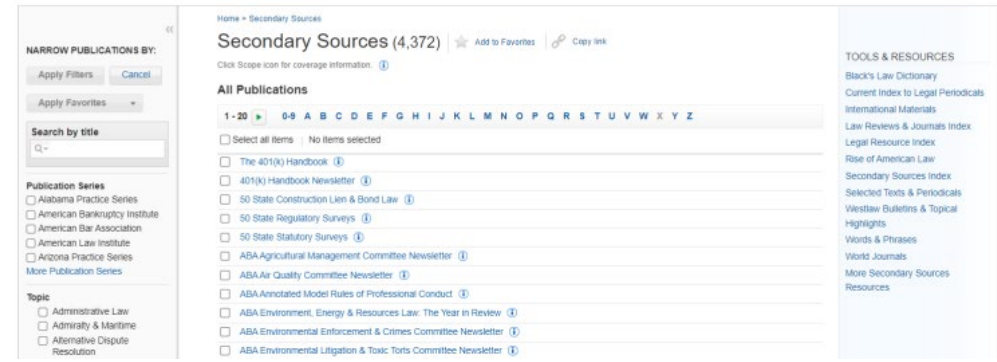 NARROW PUBLICATIONS BY:
Apply Filters
Cancel
Apply Favorites
Search by title
Publication Series
Alabama Practice Series
American Bankruptcy Institute
American Bar Association
American Law Institute
Arizona Practice Series
More Publication Series
Topic
Administrative Law
Admiralty & Maritime
Alternative Dispute
Resolution
Home > Secondary Sources
Secondary Sources (4,372) Add to Favorites Copy link
Click Scope icon for coverage information.
All Publications
1 - 20 0-9 A B C D E F G H I J K L M N O P Q R S T U V W X Y Z
Select all items No items selected
The 401(k) Handbook
401(k) Handbook Newsletter
50 State Construction Lien & Bond Law
50 State Regulatory Surveys
50 State Statutory Surveys
ABA Agricultural Management Committee Newsletter
ABA Air Quality Committee Newsletter
ABA Annotated Model Rules of Professional Conduct
ABA Environment, Energy & Resources Law: The Year in Review
ABA Environmental Enforcement & Crimes Committee Newsletter
ABA Environmental Litigation & Toxic Torts Committee Newsletter
TOOLS & RESOURCES
Black's Law Dictionary
Current Index to Legal Periodicals
International Materials
Law Reviews & Journals Index
Legal Resource Index
Rise of American Law
Secondary Sources Index
Selected Texts & Periodicals
Westlaw Bulletins & Topical
Highlights
Words & Phrases
World Journals
More Secondary Sources
Resources